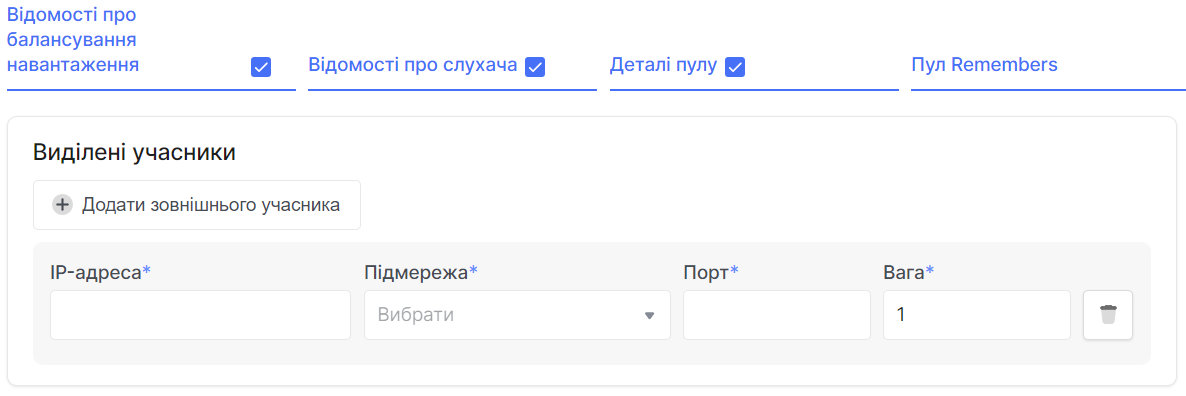 Відомості про
балансування
навантаження
Відомості про слухача
Деталі пулу
Пул Remembers
Виділені учасники
Додати зовнішнього учасника
IP-адреса*
Підмережа*
Порт*
Вага*
Вибрати
1